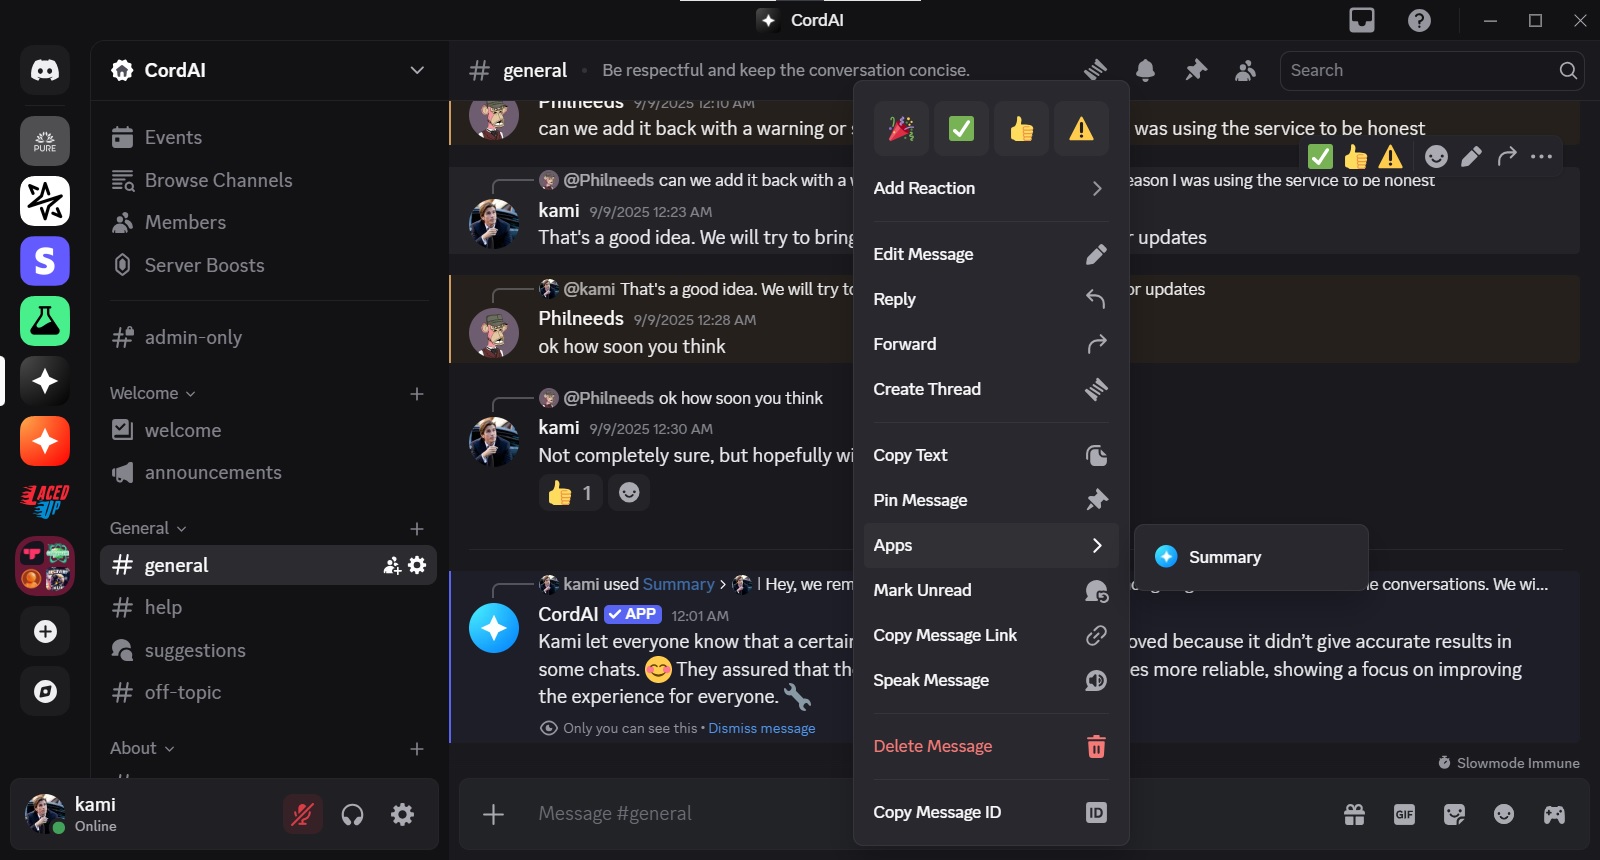 CordAI
CordAI
PURE
S
LACED UP
Events
Browse Channels
Members
Server Boosts
admin-only
Welcome
welcome
announcements
General
general
help
suggestions
off-topic
About
kami
Online
general • Be respectful and keep the conversation concise.
Search
Philneeds 9/9/2025 12:10 AM
can we add it back with a warning or was using the service to be honest
@Philneeds can we add it back with a eason I was using the service to be honest
kami 9/9/2025 12:23 AM
That's a good idea. We will try to bring r updates
@kami That's a good idea. We will try to or updates
Philneeds 9/9/2025 12:28 AM
ok how soon you think
@Philneeds ok how soon you think
kami 9/9/2025 12:30 AM
Not completely sure, but hopefully wi
1
kami used Summary Hey, we rem e conversations. We wi...
CordAI APP 12:01 AM
Kami let everyone know that a certain oved because it didn’t give accurate results in
some chats. They assured that the es more reliable, showing a focus on improving
the experience for everyone.
Only you can see this • Dismiss message
Slowmode Immune
Message #general
GIF
Add Reaction
Edit Message
Reply
Forward
Create Thread
Copy Text
Pin Message
Apps
Summary
Mark Unread
Copy Message Link
Speak Message
Delete Message
Copy Message ID
ID